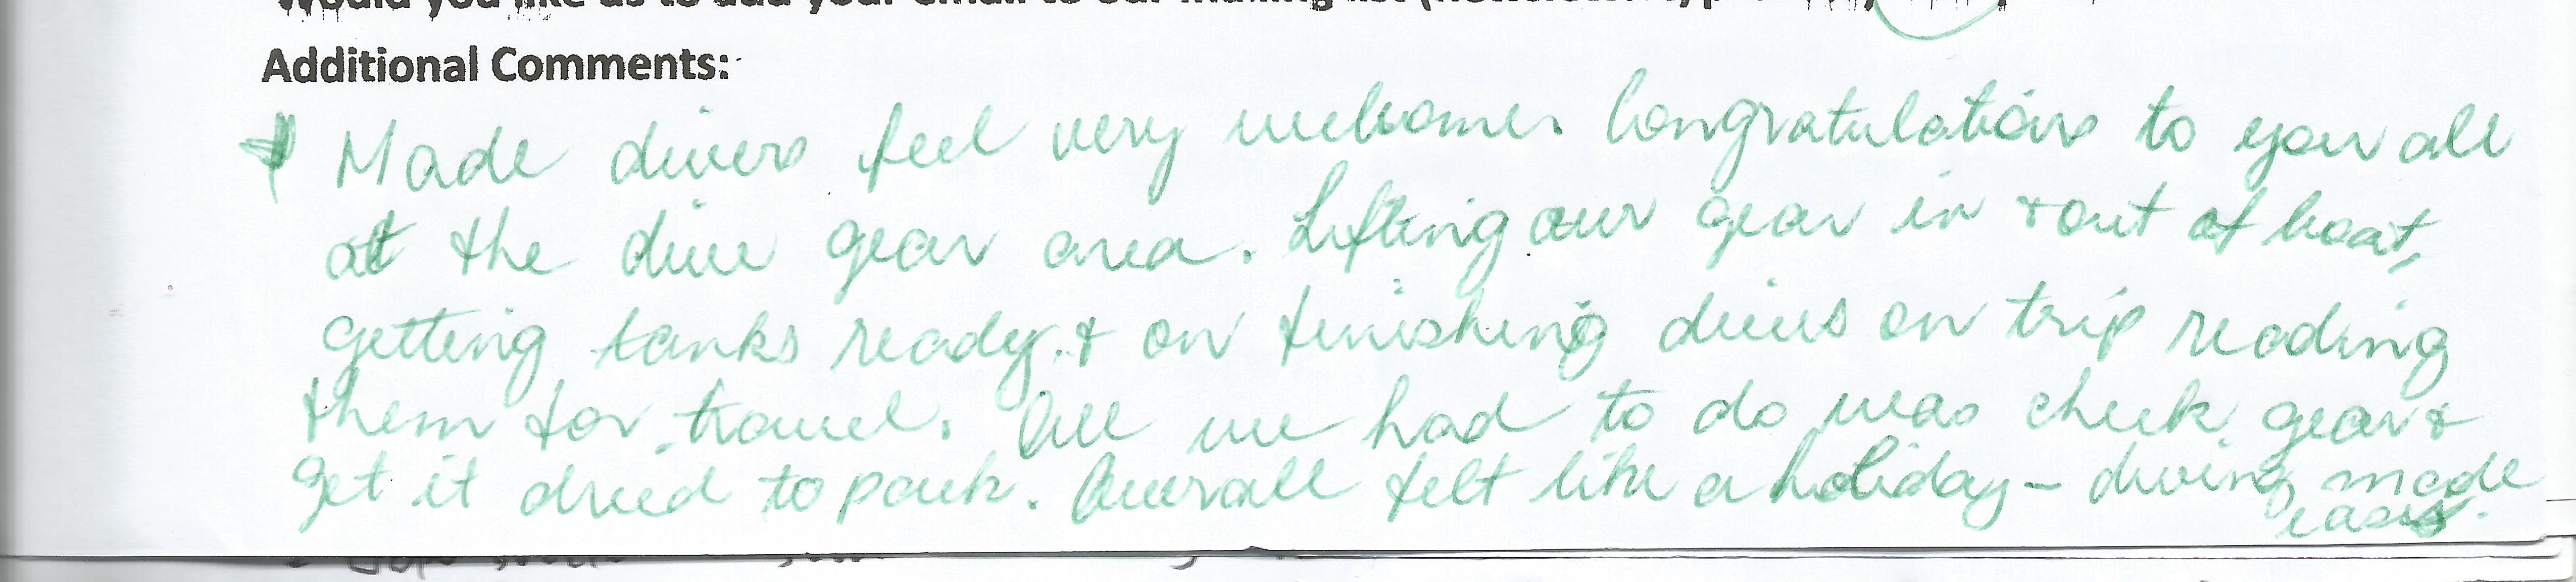 Would you like us to add your email to our mailing list
Additional Comments:
* Made divers feel very welcome. Congratulations to you all
at the dive gear area. Lifting our gear in & out of boat,
getting tanks ready & on finishing dives on trip reading
them for travel. All we had to do was check gear &
get it dried to pack. Overall felt like a holiday - diving made
easy.